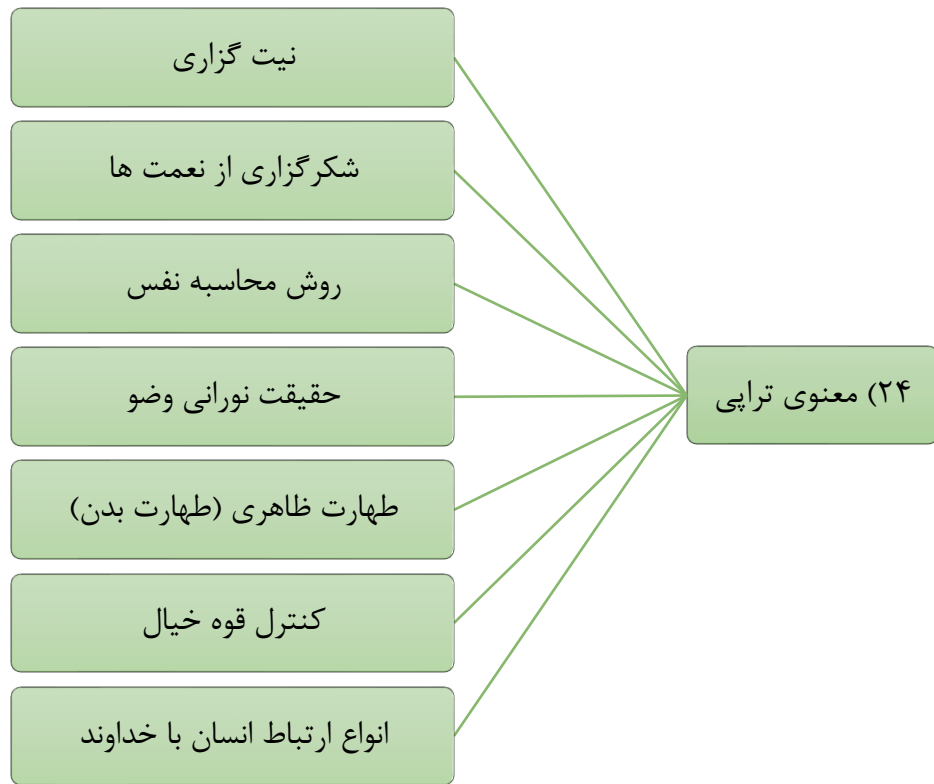 ۲۴) معنوی تراپی
نیت گزاری
شکرگزاری از نعمت ها
روش محاسبه نفس
حقیقت نورانی وضو
طهارت ظاهری (طهارت بدن)
کنترل قوه خیال
انواع ارتباط انسان با خداوند